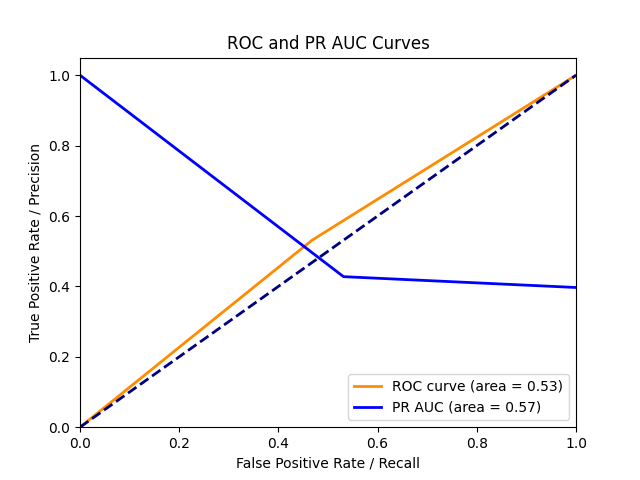 ROC and PR AUC Curves
True Positive Rate / Precision
1.0
0.8
0.6
0.4
0.2
0.0
ROC curve (area = 0.53)
PR AUC (area = 0.57)
0.0 0.2 0.4 0.6 0.8 1.0
False Positive Rate / Recall